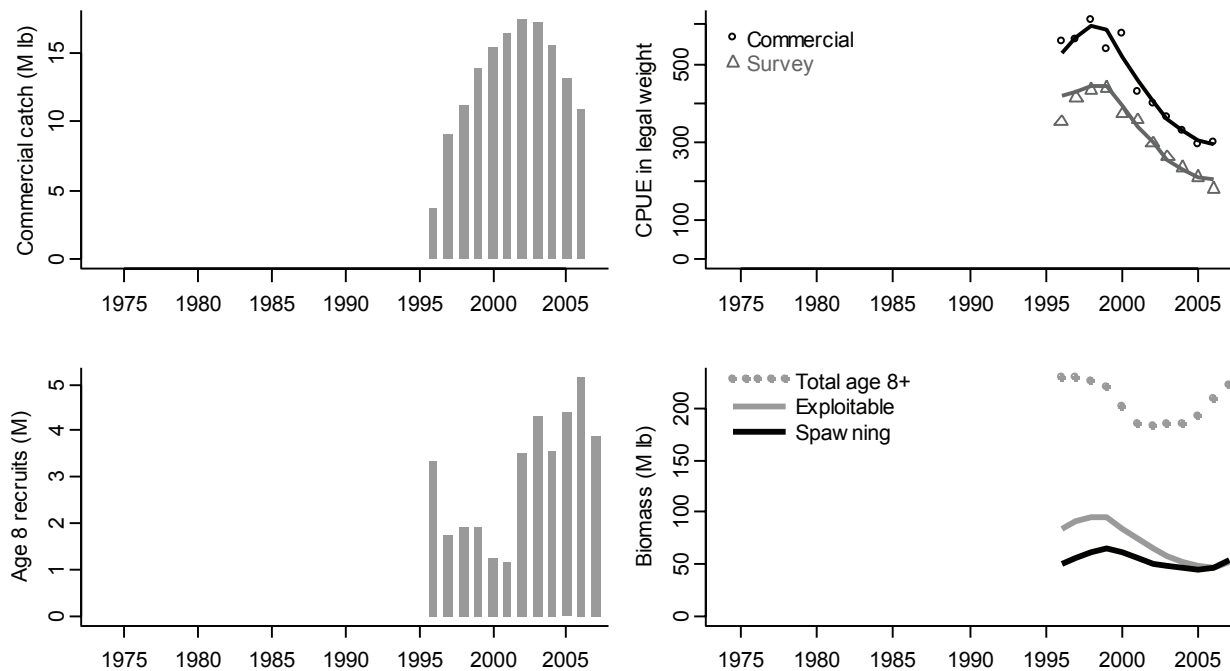 Commercial catch (M lb)
15
10
5
0
1975 1980 1985 1990 1995 2000 2005
CPUE in legal weight
500
300
100
0
Commercial
Survey
1975 1980 1985 1990 1995 2000 2005
Age 8 recruits (M)
5
4
3
2
1
0
1975 1980 1985 1990 1995 2000 2005
Biomass (M lb)
200
150
100
50
0
Total age 8+
Exploitable
Spaw ning
1975 1980 1985 1990 1995 2000 2005